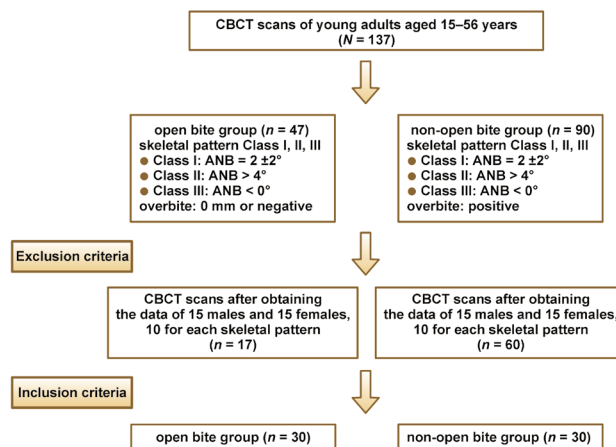 CBCT scans of young adults aged 15–56 years
(N = 137)
open bite group (n = 47)
skeletal pattern Class I, II, III
● Class I: ANB = 2 ±2°
● Class II: ANB > 4°
● Class III: ANB < 0°
overbite: 0 mm or negative
non-open bite group (n = 90)
skeletal pattern Class I, II, III
● Class I: ANB = 2 ±2°
● Class II: ANB > 4°
● Class III: ANB < 0°
overbite: positive
Exclusion criteria
CBCT scans after obtaining
the data of 15 males and 15 females,
10 for each skeletal pattern
(n = 17)
CBCT scans after obtaining
the data of 15 males and 15 females,
10 for each skeletal pattern
(n = 60)
Inclusion criteria
open bite group (n = 30)
non-open bite group (n = 30)